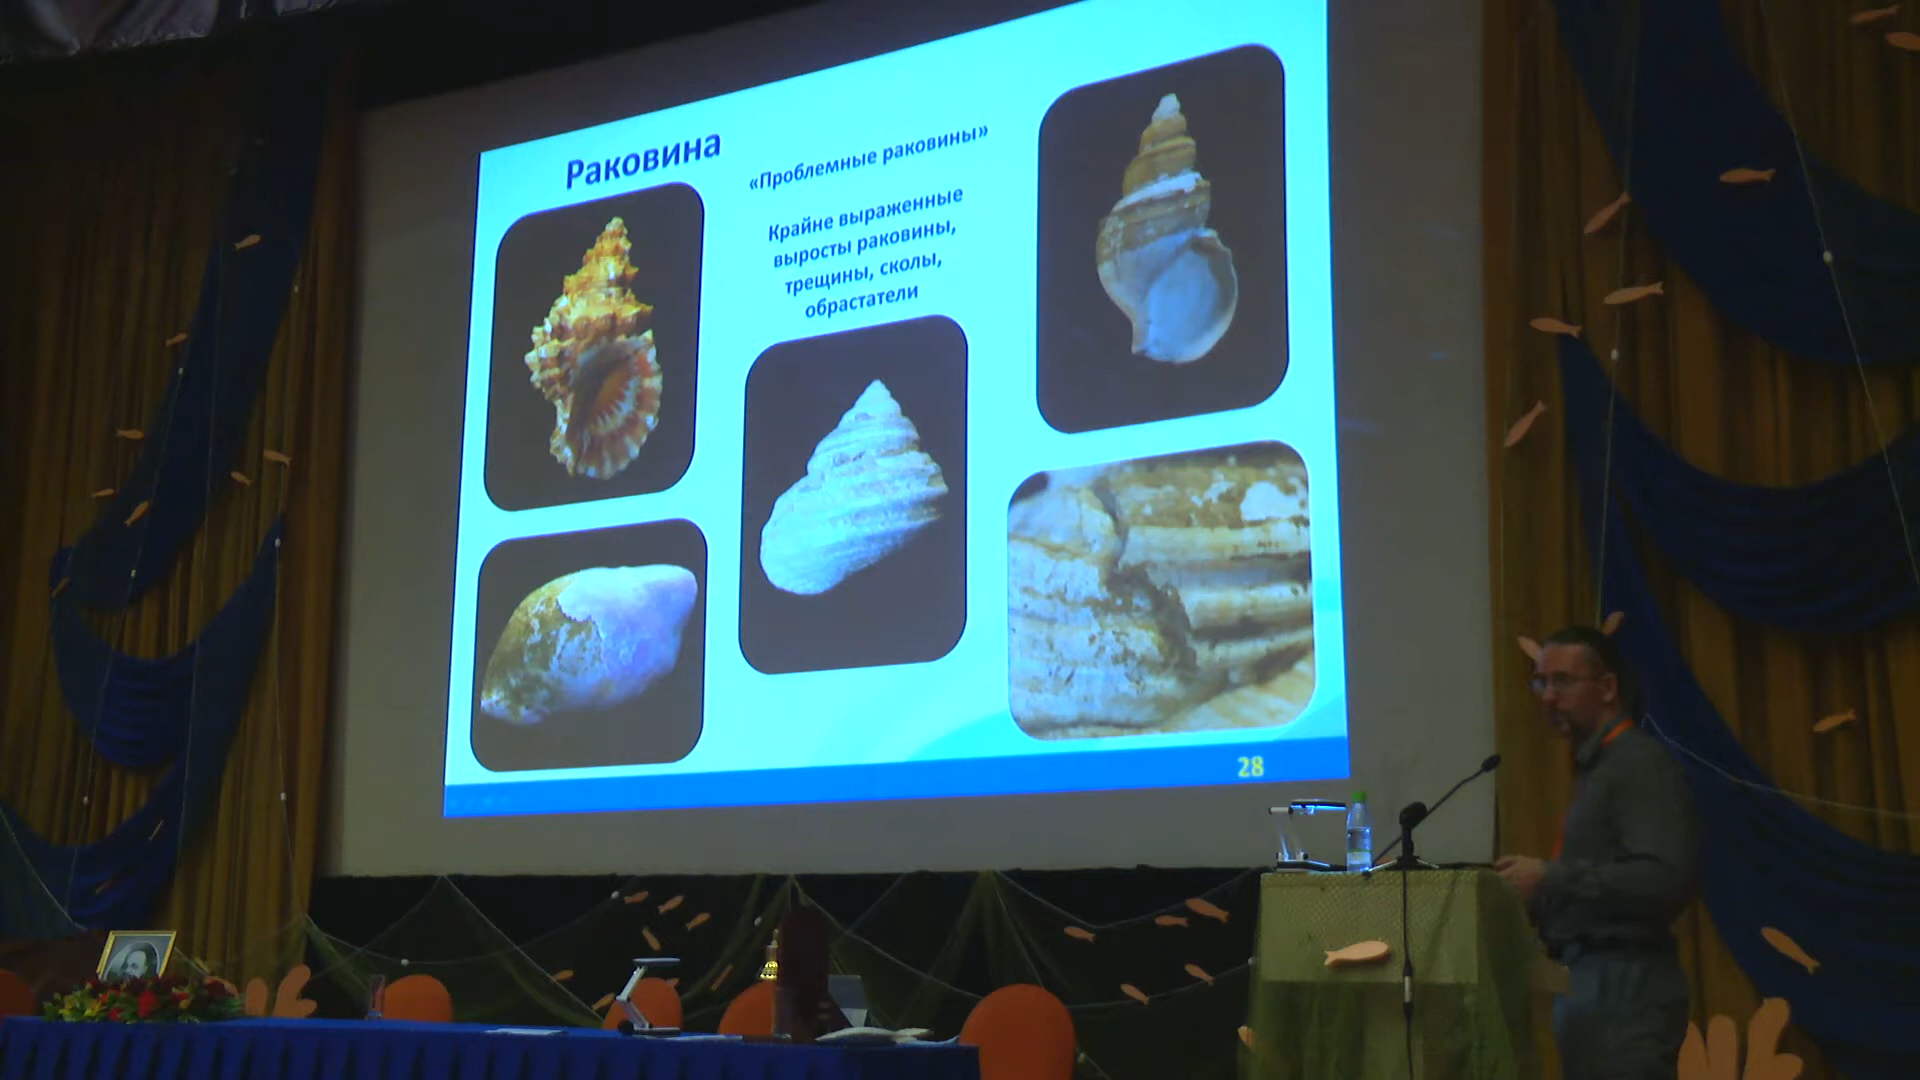 Раковина
«Проблемные раковины»
Крайне выраженные
выросты раковины,
трещины, сколы,
обрастатели
28